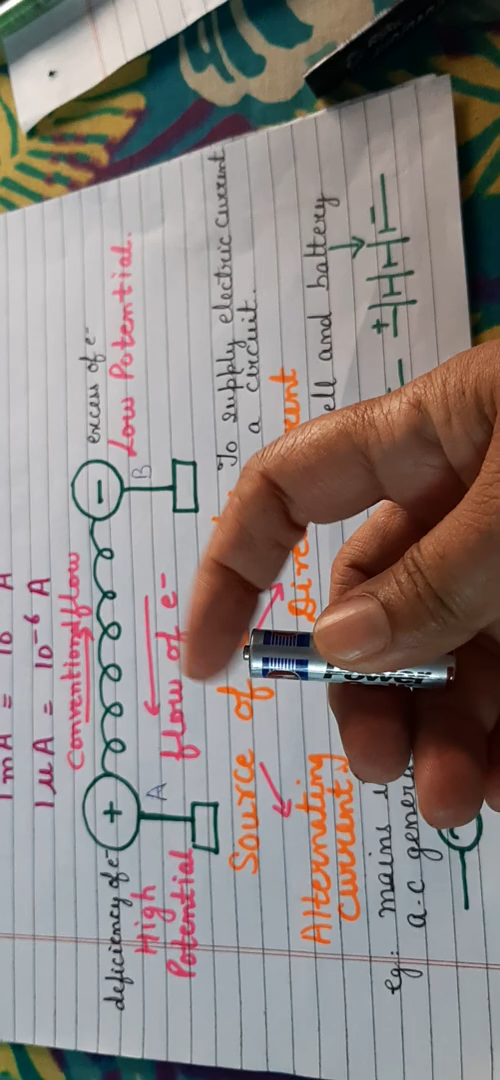 1 mA = 10 A
1 μA = 10⁻⁶ A
Conventional flow
deficiency of e⁻
+
-
excess of e⁻
High
Potential
A
B
Low Potential.
flow of e⁻
Source of
To supply electric current
a circuit.
Alternating
Current
eg: mains
a.c
ell and battery
+
-
Power